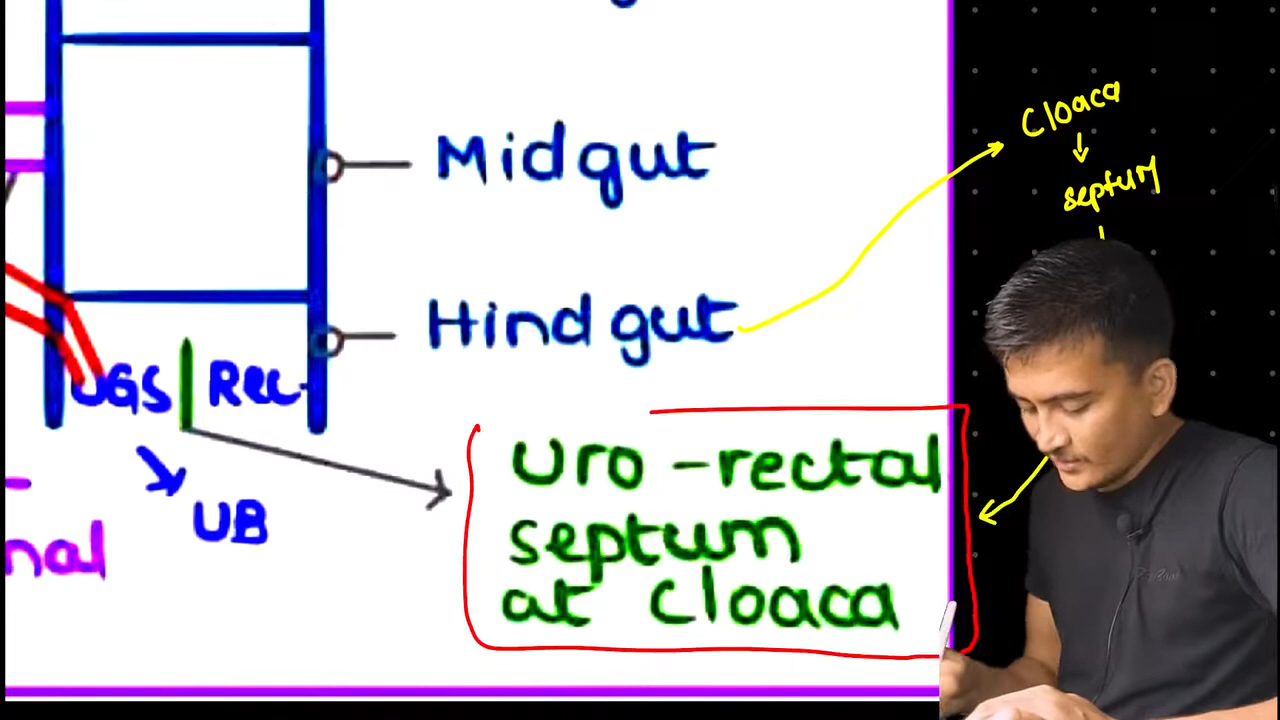 Cloaca
septum
Midgut
Hindgut
UGS Rec.
UB
Uro-rectal
septum
at Cloaca
nal